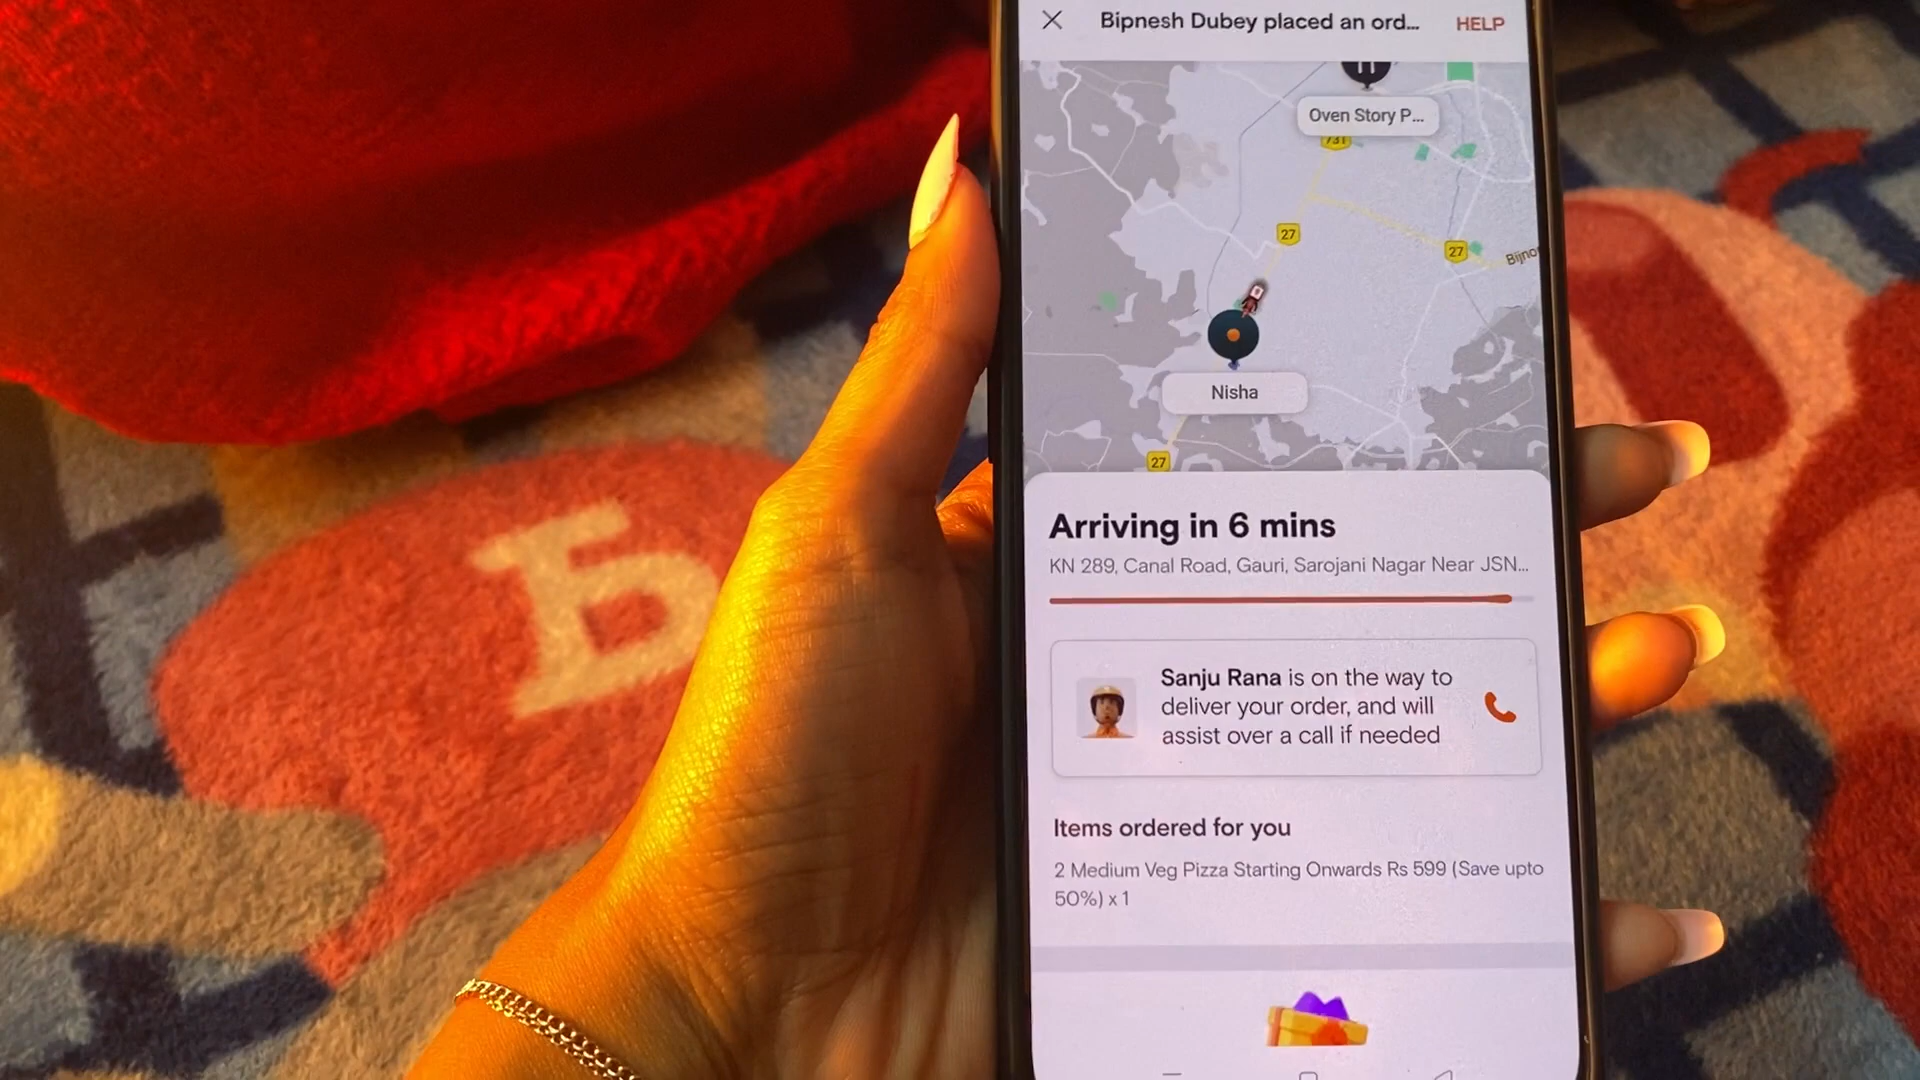 Bipnesh Dubey placed an ord...
HELP
Oven Story P...
731
27
27
Bijno
Nisha
27
Arriving in 6 mins
KN 289, Canal Road, Gauri, Sarojani Nagar Near JSN...
Sanju Rana is on the way to
deliver your order, and will
assist over a call if needed
Items ordered for you
2 Medium Veg Pizza Starting Onwards Rs 599 (Save upto
50%) x 1